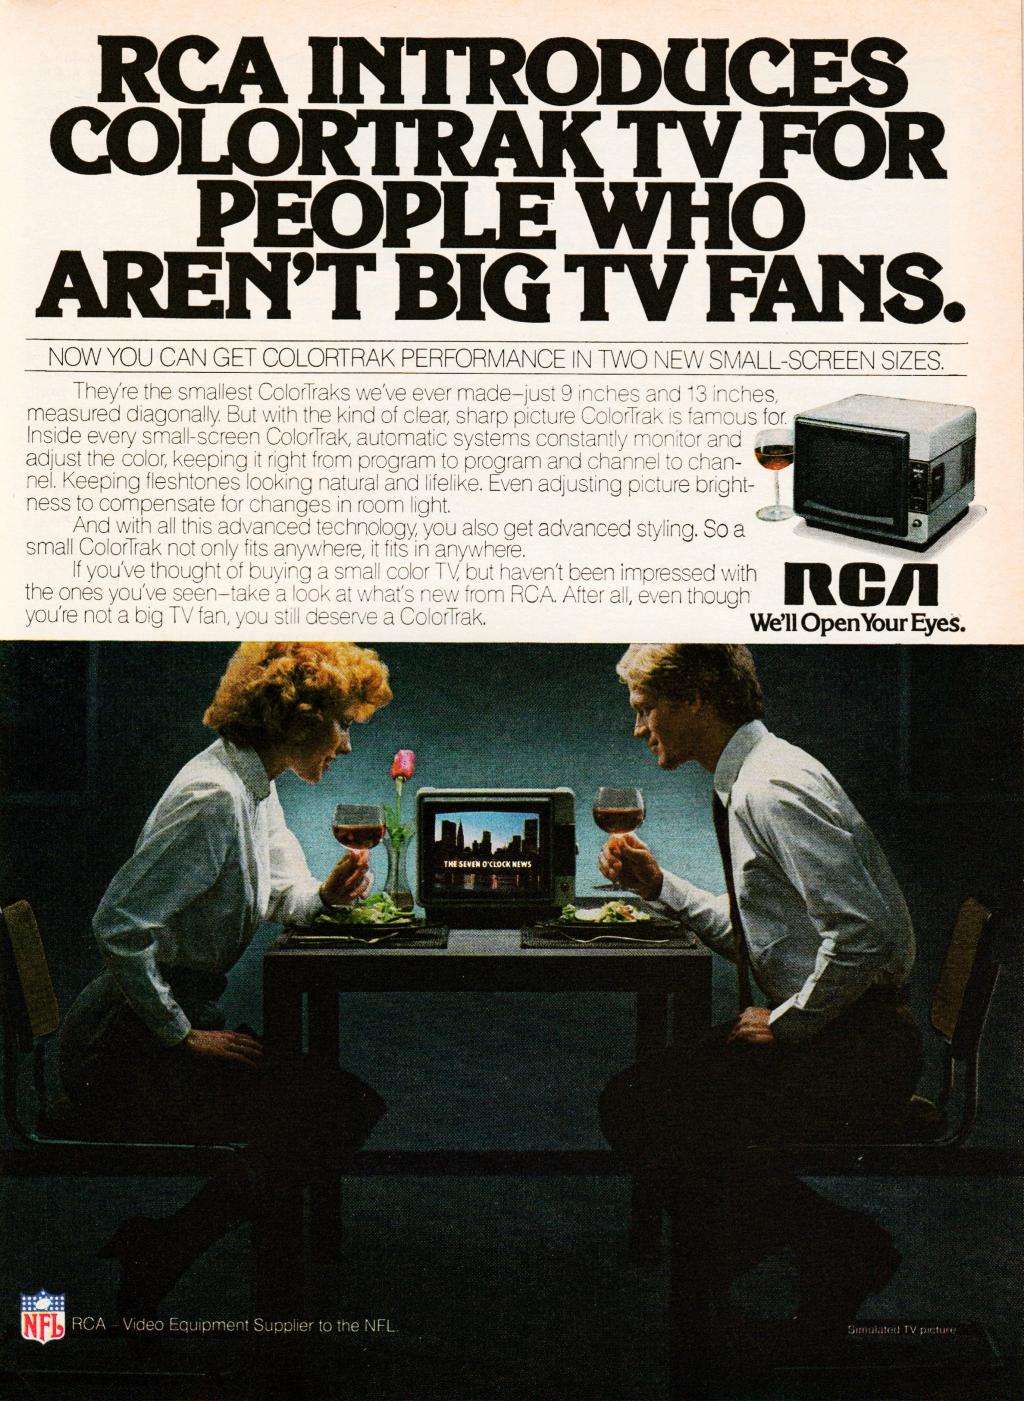 RCA INTRODUCES
COLORTRAK TV FOR
PEOPLE WHO
AREN'T BIG TV FANS.
NOW YOU CAN GET COLORTRAK PERFORMANCE IN TWO NEW SMALL-SCREEN SIZES.
They're the smallest ColorTraks we've ever made–just 9 inches and 13 inches,
measured diagonally. But with the kind of clear, sharp picture ColorTrak is famous for.
Inside every small-screen ColorTrak, automatic systems constantly monitor and
adjust the color, keeping it right from program to program and channel to chan-
nel. Keeping fleshtones looking natural and lifelike. Even adjusting picture bright-
ness to compensate for changes in room light.
And with all this advanced technology, you also get advanced styling. So a
small ColorTrak not only fits anywhere, it fits in anywhere.
If you've thought of buying a small color TV, but haven't been impressed with
the ones you've seen–take a look at what's new from RCA. After all, even though
you're not a big TV fan, you still deserve a ColorTrak.
RCA
We'll Open Your Eyes.
THE SEVEN O'CLOCK NEWS
NFL
RCA – Video Equipment Supplier to the NFL.
Simulated TV picture